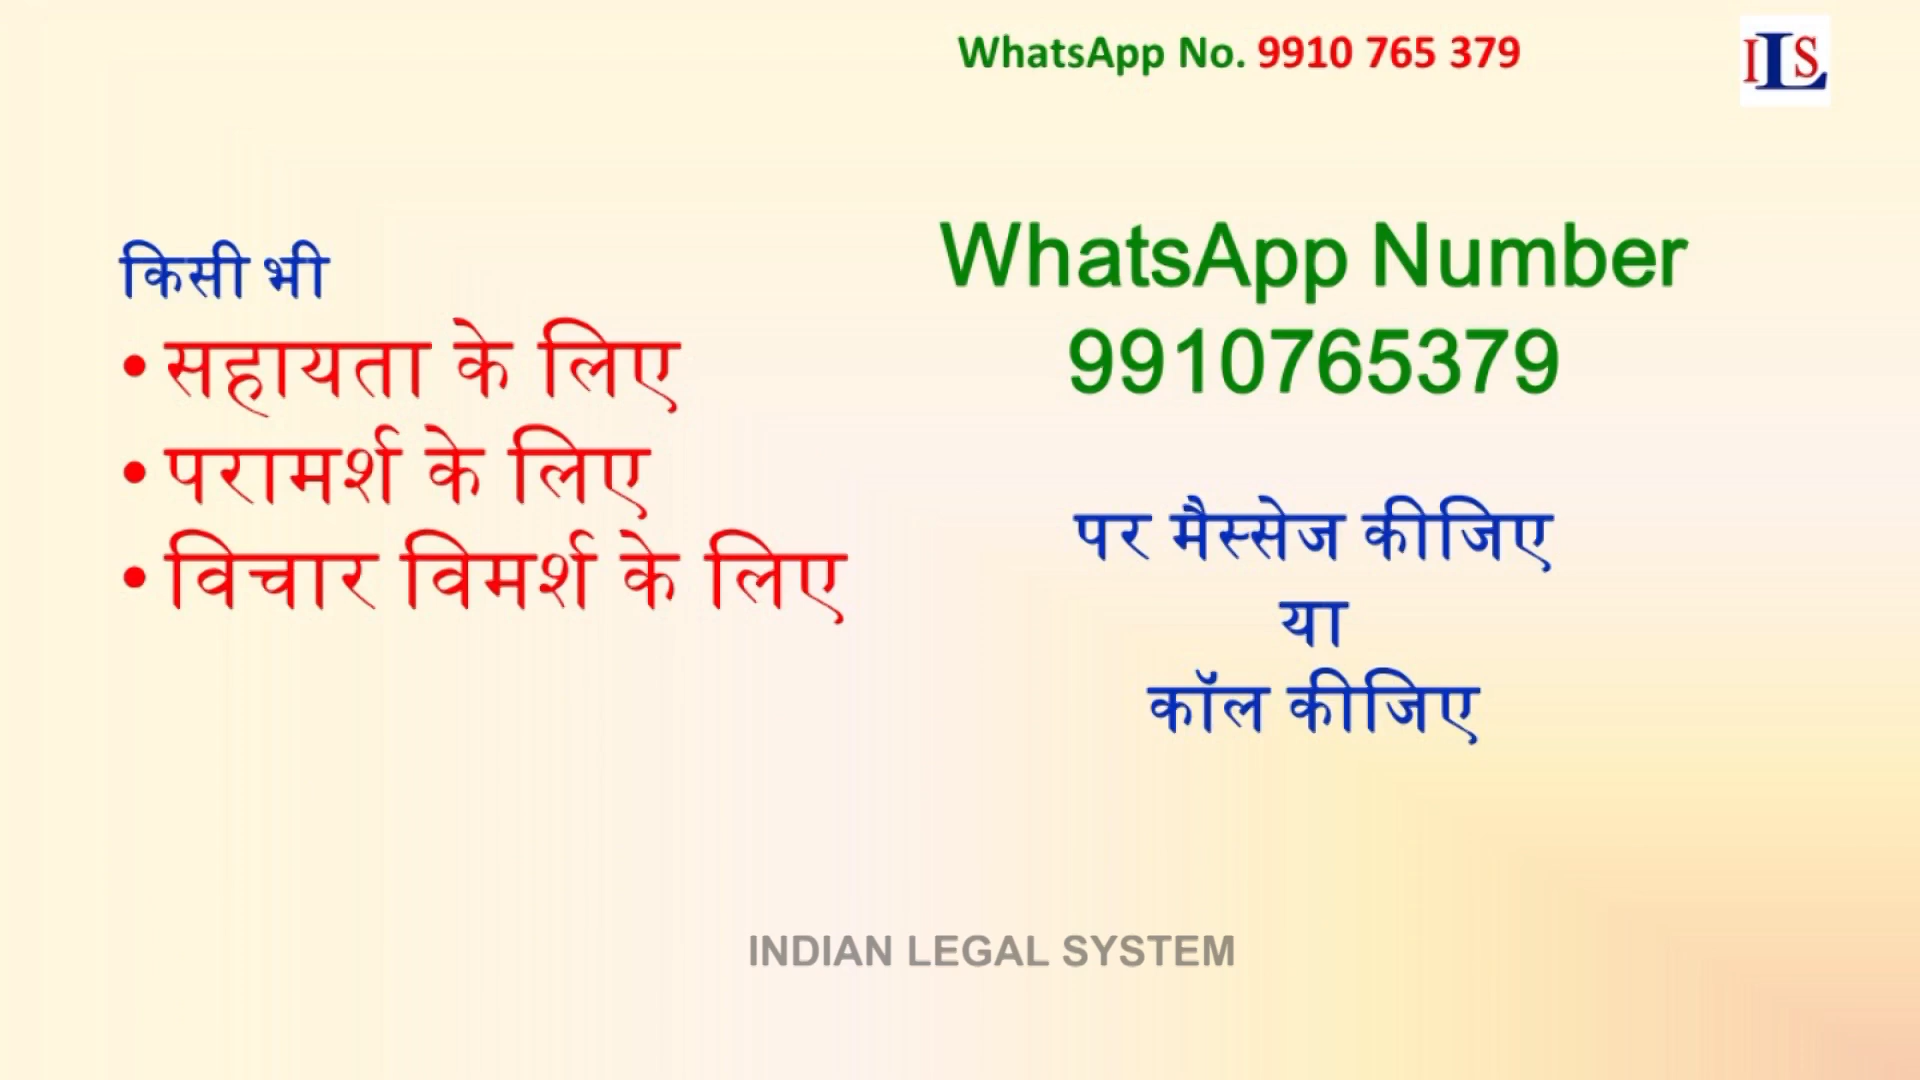 WhatsApp No. 9910 765 379
ILS
किसी भी
• सहायता के लिए
• परामर्श के लिए
• विचार विमर्श के लिए
WhatsApp Number
9910765379
पर मैस्सेज कीजिए
या
कॉल कीजिए
INDIAN LEGAL SYSTEM